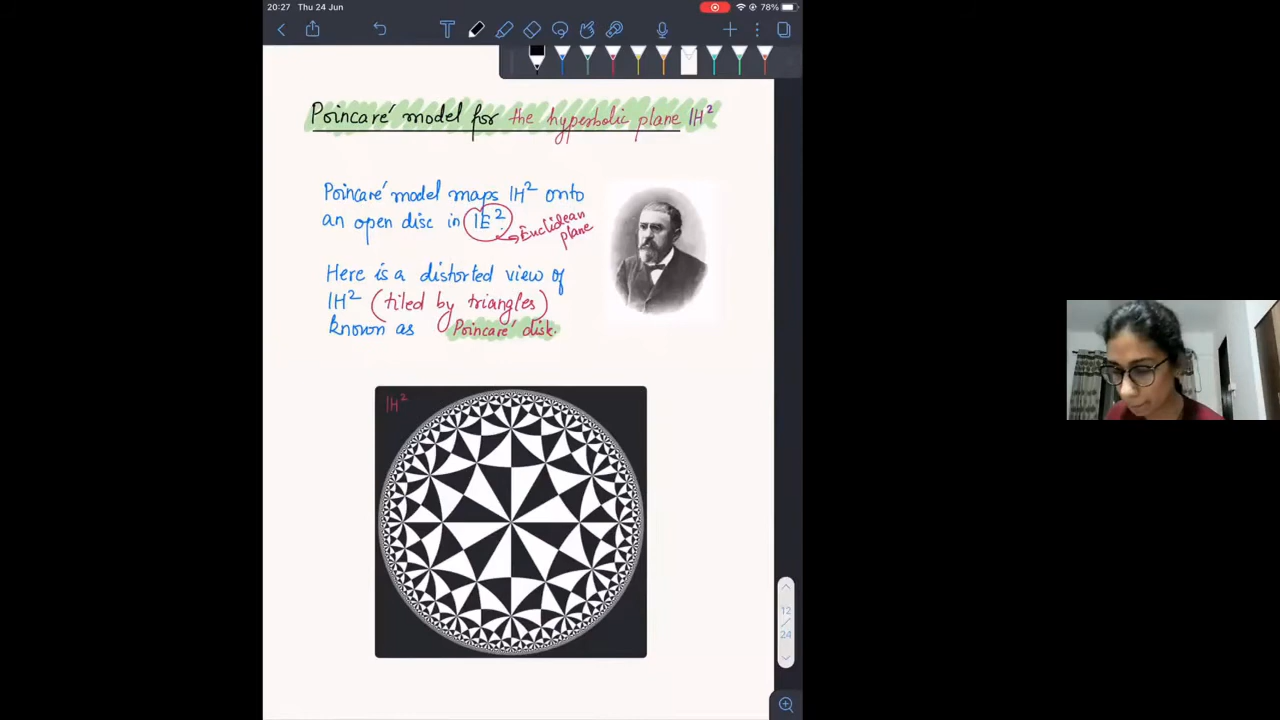 20:27 Thu 24 Jun
78%
T
Poincaré model for the hyperbolic plane IH²
Poincaré model maps IH² onto
an open disc in IE².
Euclidean
plane
Here is a distorted view of
IH² (tiled by triangles)
known as Poincaré disk.
IH²
12
/
24